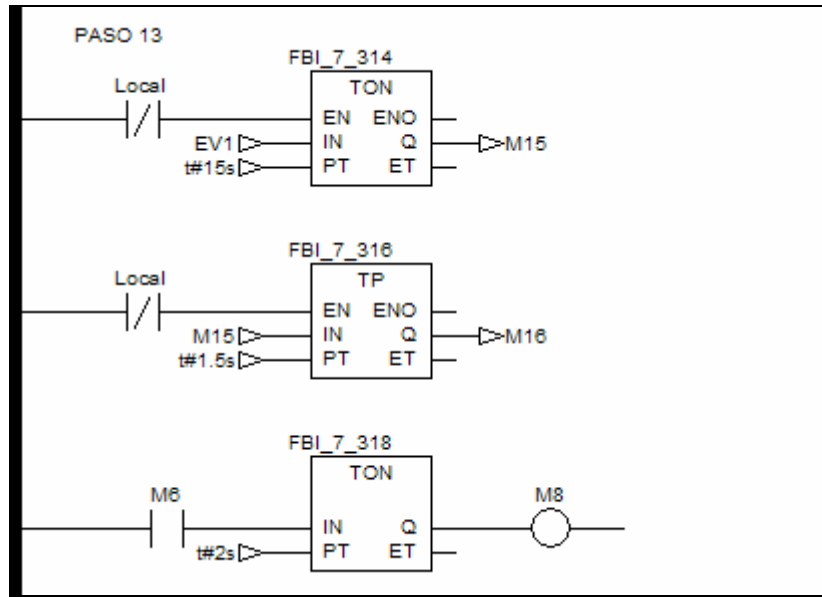 PASO 13
FBI_7_314
Local
TON
EN ENO
EV1 IN Q M15
t#15s PT ET
FBI_7_316
Local
TP
EN ENO
M15 IN Q M16
t#1.5s PT ET
FBI_7_318
TON
M6 M8
IN Q
t#2s PT ET